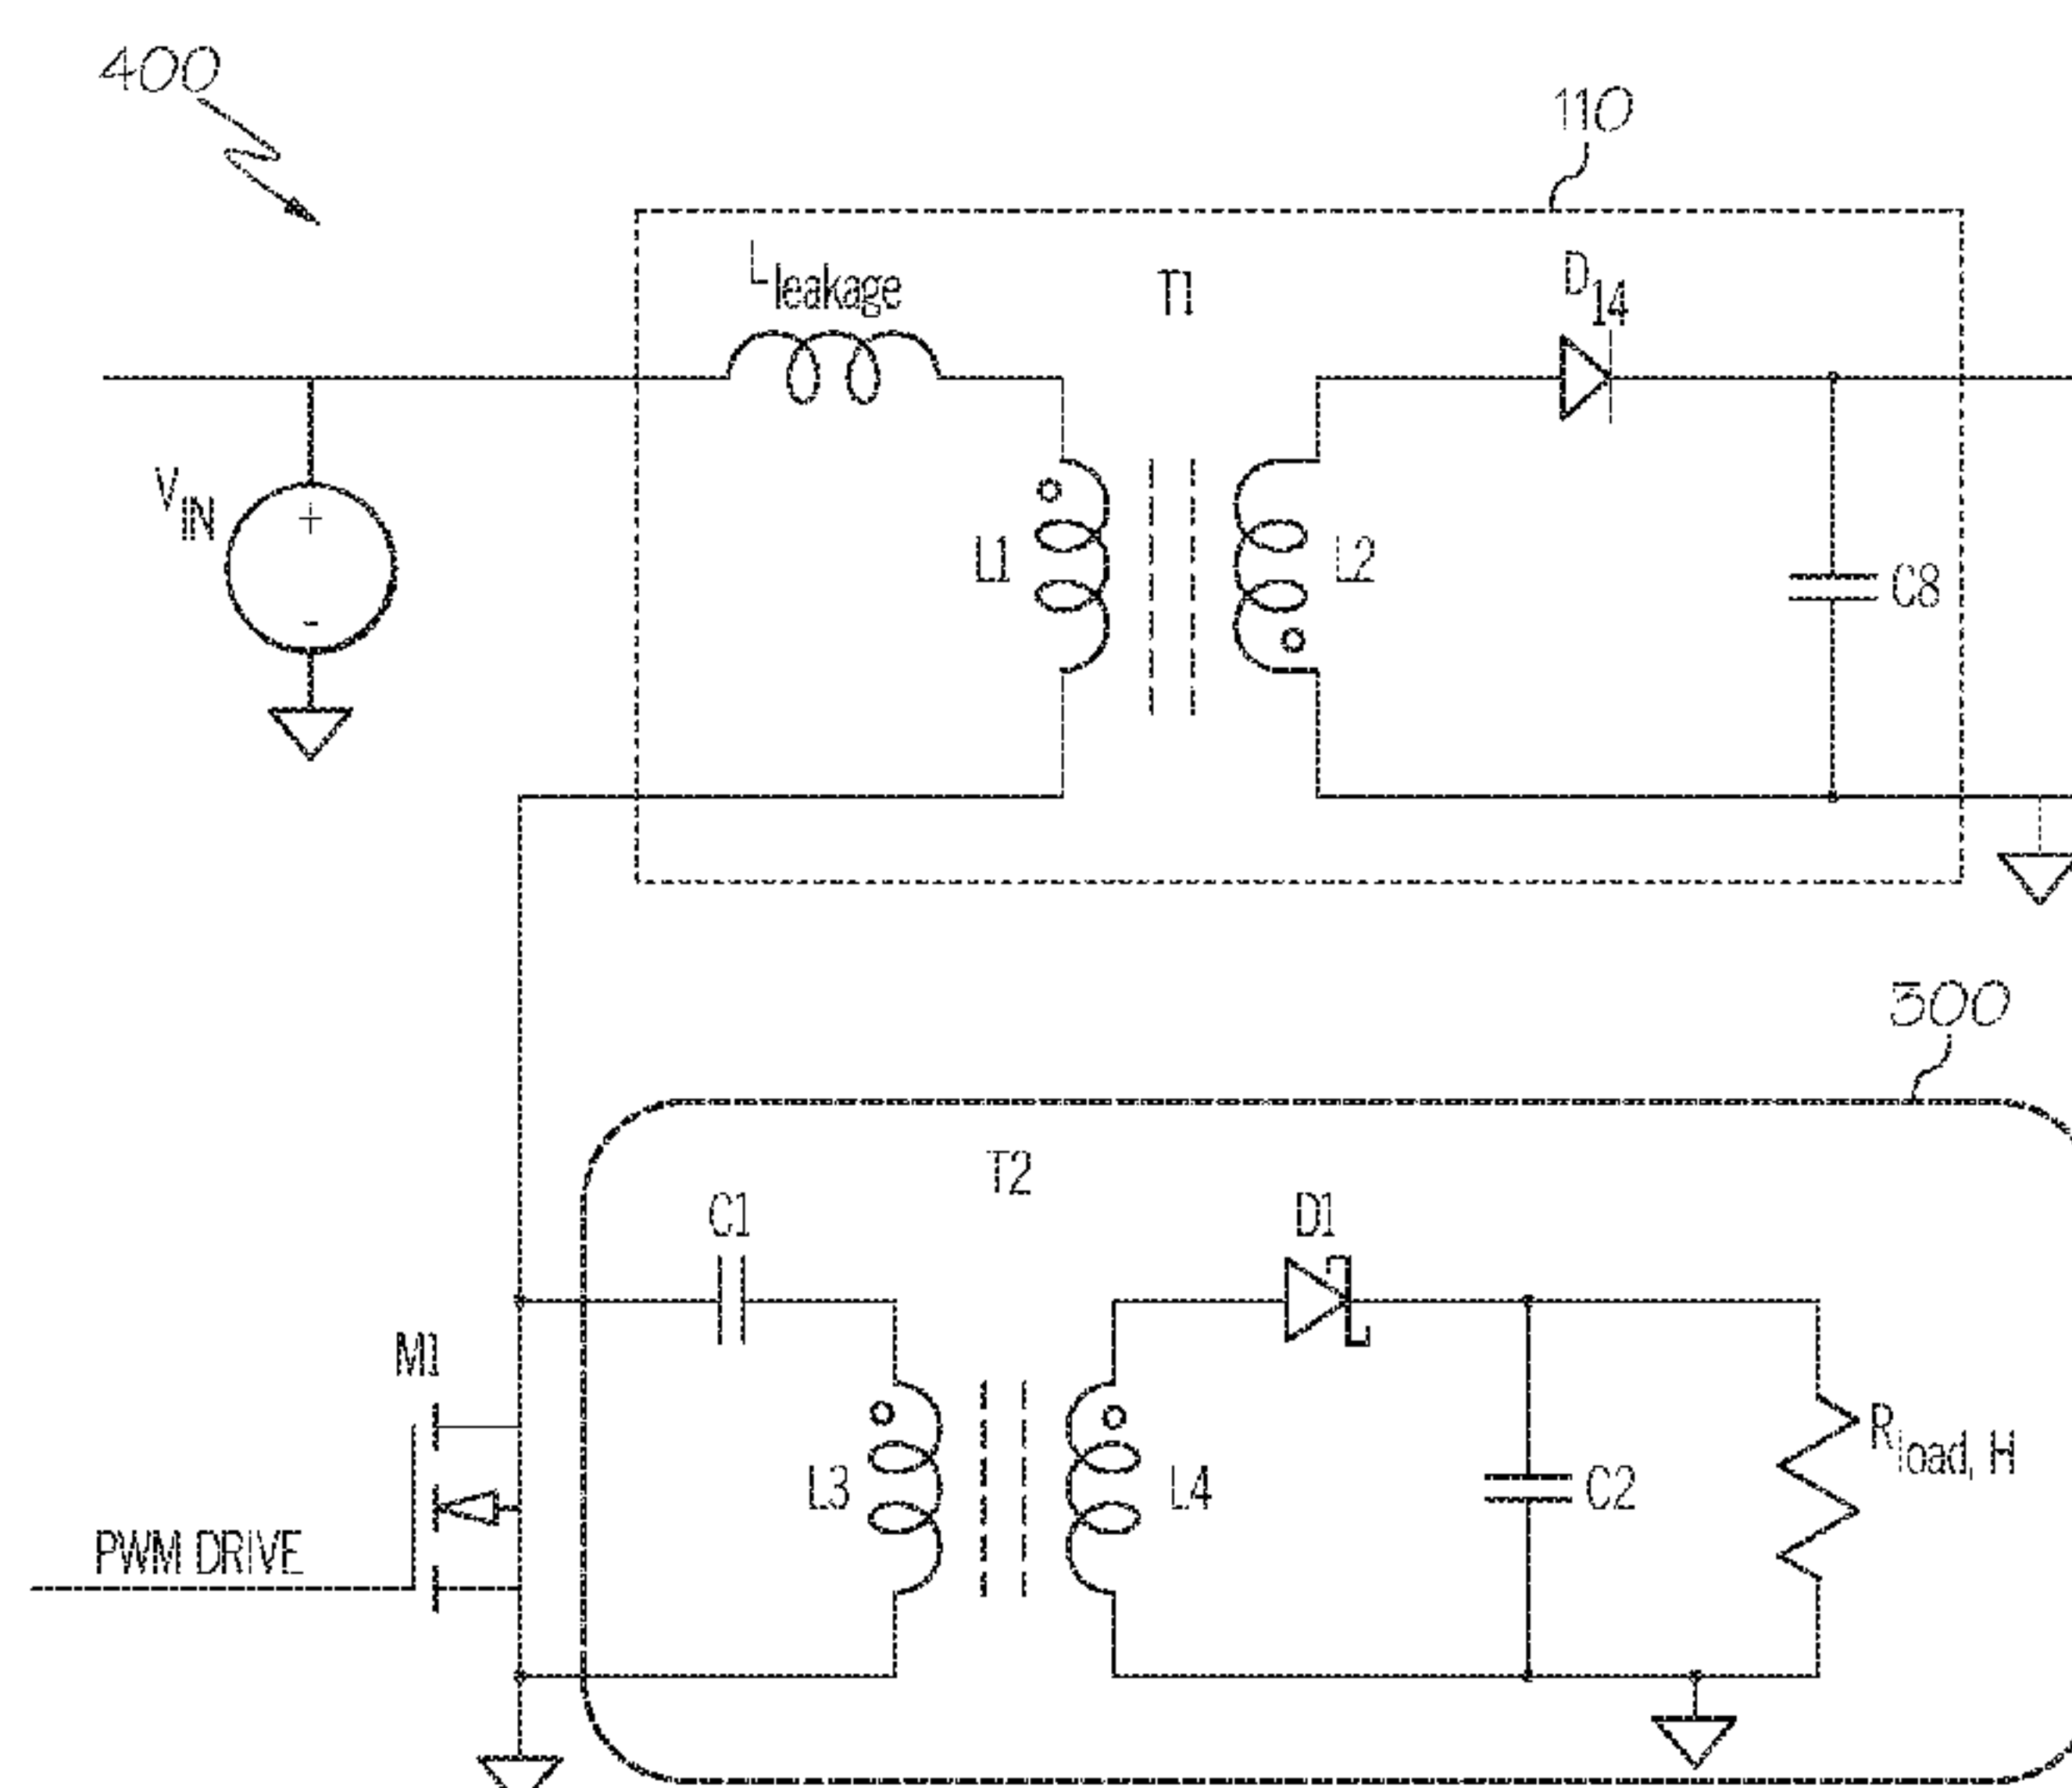 400
110
Lleakage
T1
D14
VIN
+
-
L1
L2
C8
300
T2
C1
D1
M1
L3
L4
C2
Rload, H
PWM DRIVE